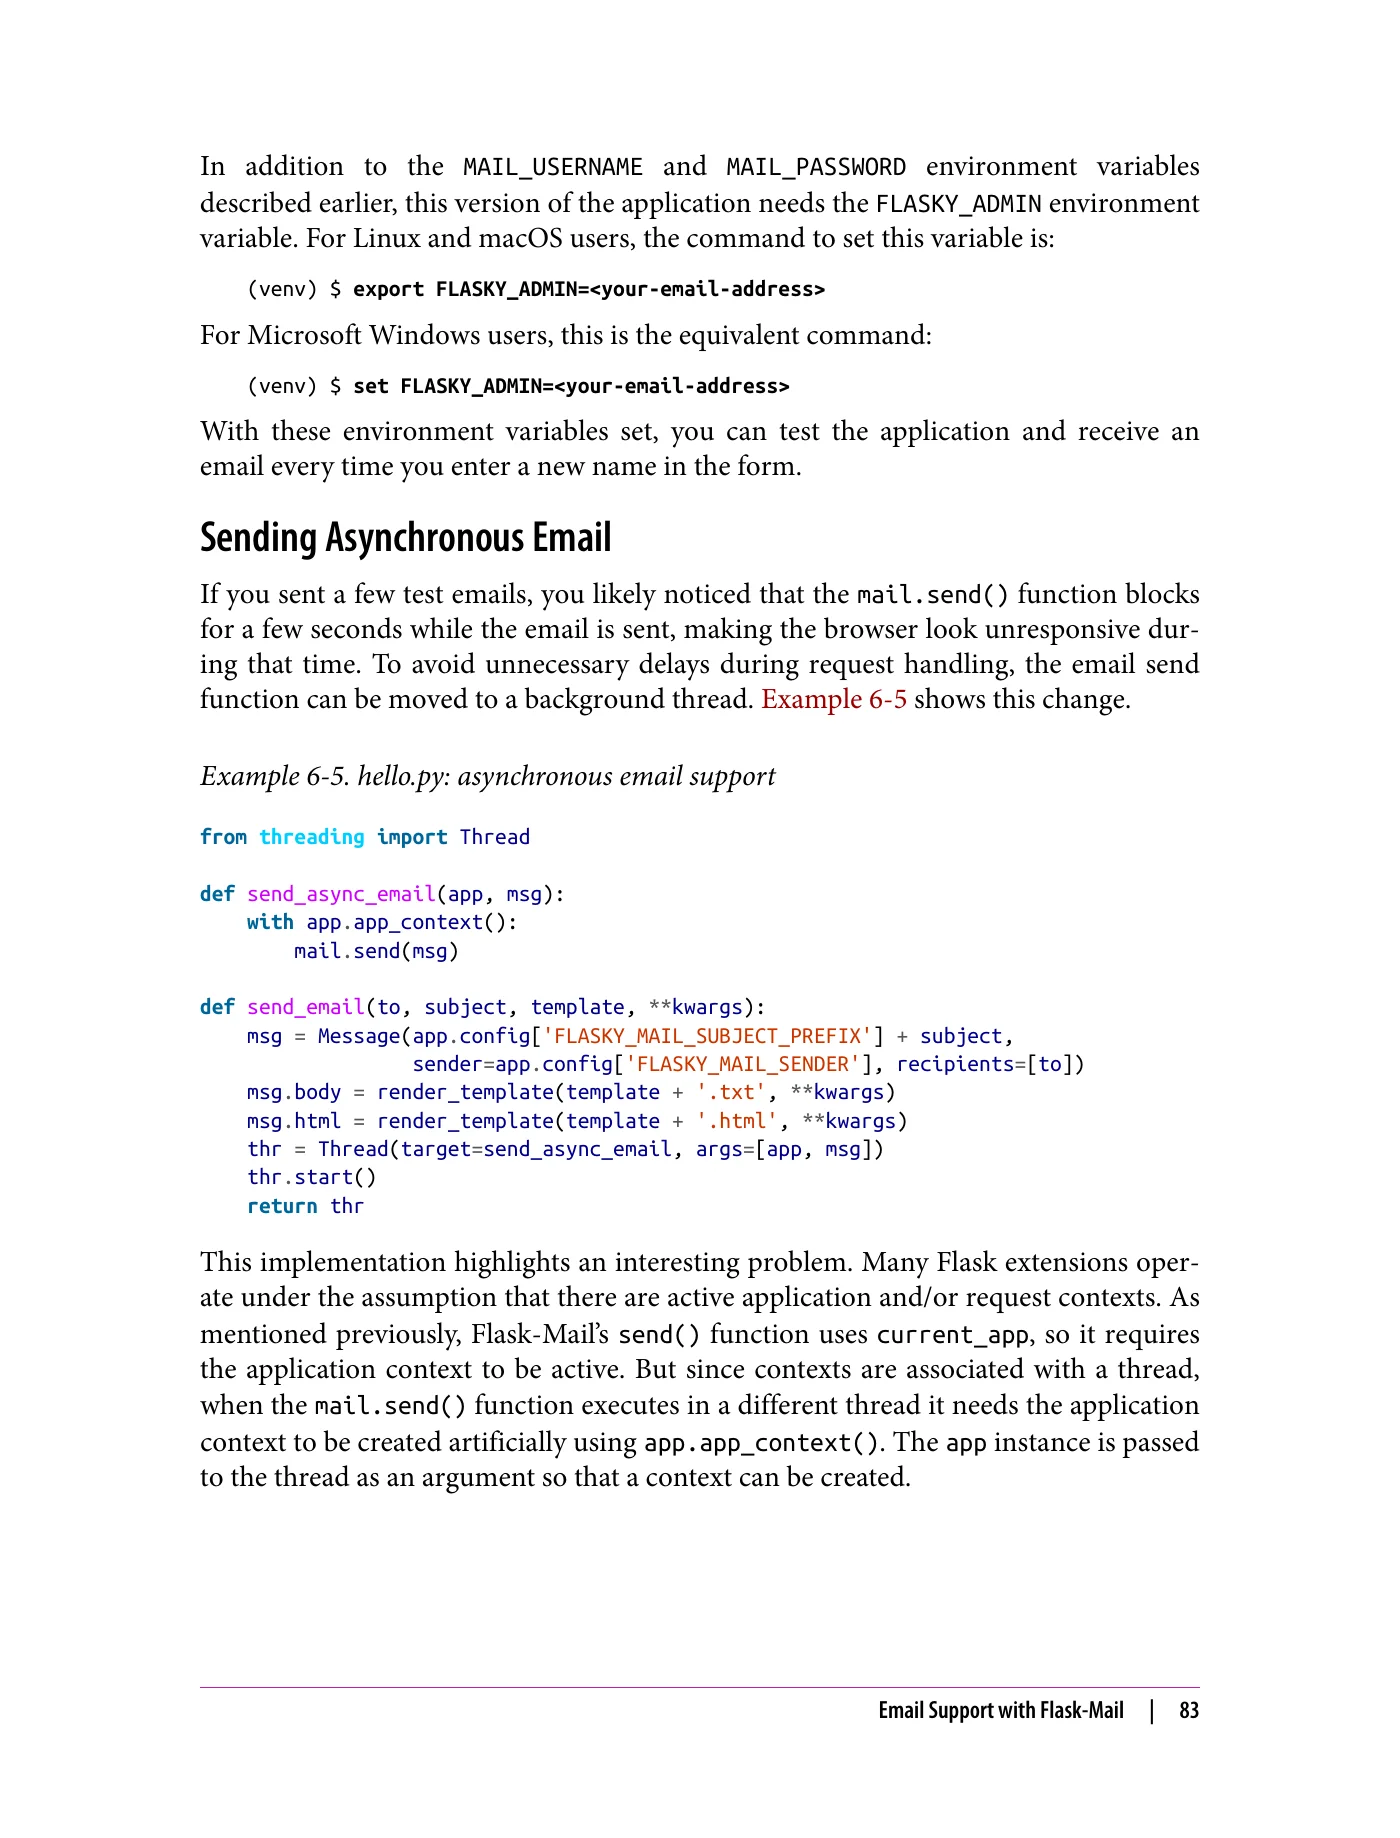 In addition to the MAIL_USERNAME and MAIL_PASSWORD environment variables
described earlier, this version of the application needs the FLASKY_ADMIN environment
variable. For Linux and macOS users, the command to set this variable is:
(venv) $ export FLASKY_ADMIN=<your-email-address>
For Microsoft Windows users, this is the equivalent command:
(venv) $ set FLASKY_ADMIN=<your-email-address>
With these environment variables set, you can test the application and receive an
email every time you enter a new name in the form.
Sending Asynchronous Email
If you sent a few test emails, you likely noticed that the mail.send() function blocks
for a few seconds while the email is sent, making the browser look unresponsive dur-
ing that time. To avoid unnecessary delays during request handling, the email send
function can be moved to a background thread. Example 6-5 shows this change.
Example 6-5. hello.py: asynchronous email support
from threading import Thread
def send_async_email(app, msg):
    with app.app_context():
        mail.send(msg)
def send_email(to, subject, template, **kwargs):
    msg = Message(app.config['FLASKY_MAIL_SUBJECT_PREFIX'] + subject,
                  sender=app.config['FLASKY_MAIL_SENDER'], recipients=[to])
    msg.body = render_template(template + '.txt', **kwargs)
    msg.html = render_template(template + '.html', **kwargs)
    thr = Thread(target=send_async_email, args=[app, msg])
    thr.start()
    return thr
This implementation highlights an interesting problem. Many Flask extensions oper-
ate under the assumption that there are active application and/or request contexts. As
mentioned previously, Flask-Mail’s send() function uses current_app, so it requires
the application context to be active. But since contexts are associated with a thread,
when the mail.send() function executes in a different thread it needs the application
context to be created artificially using app.app_context(). The app instance is passed
to the thread as an argument so that a context can be created.
Email Support with Flask-Mail | 83